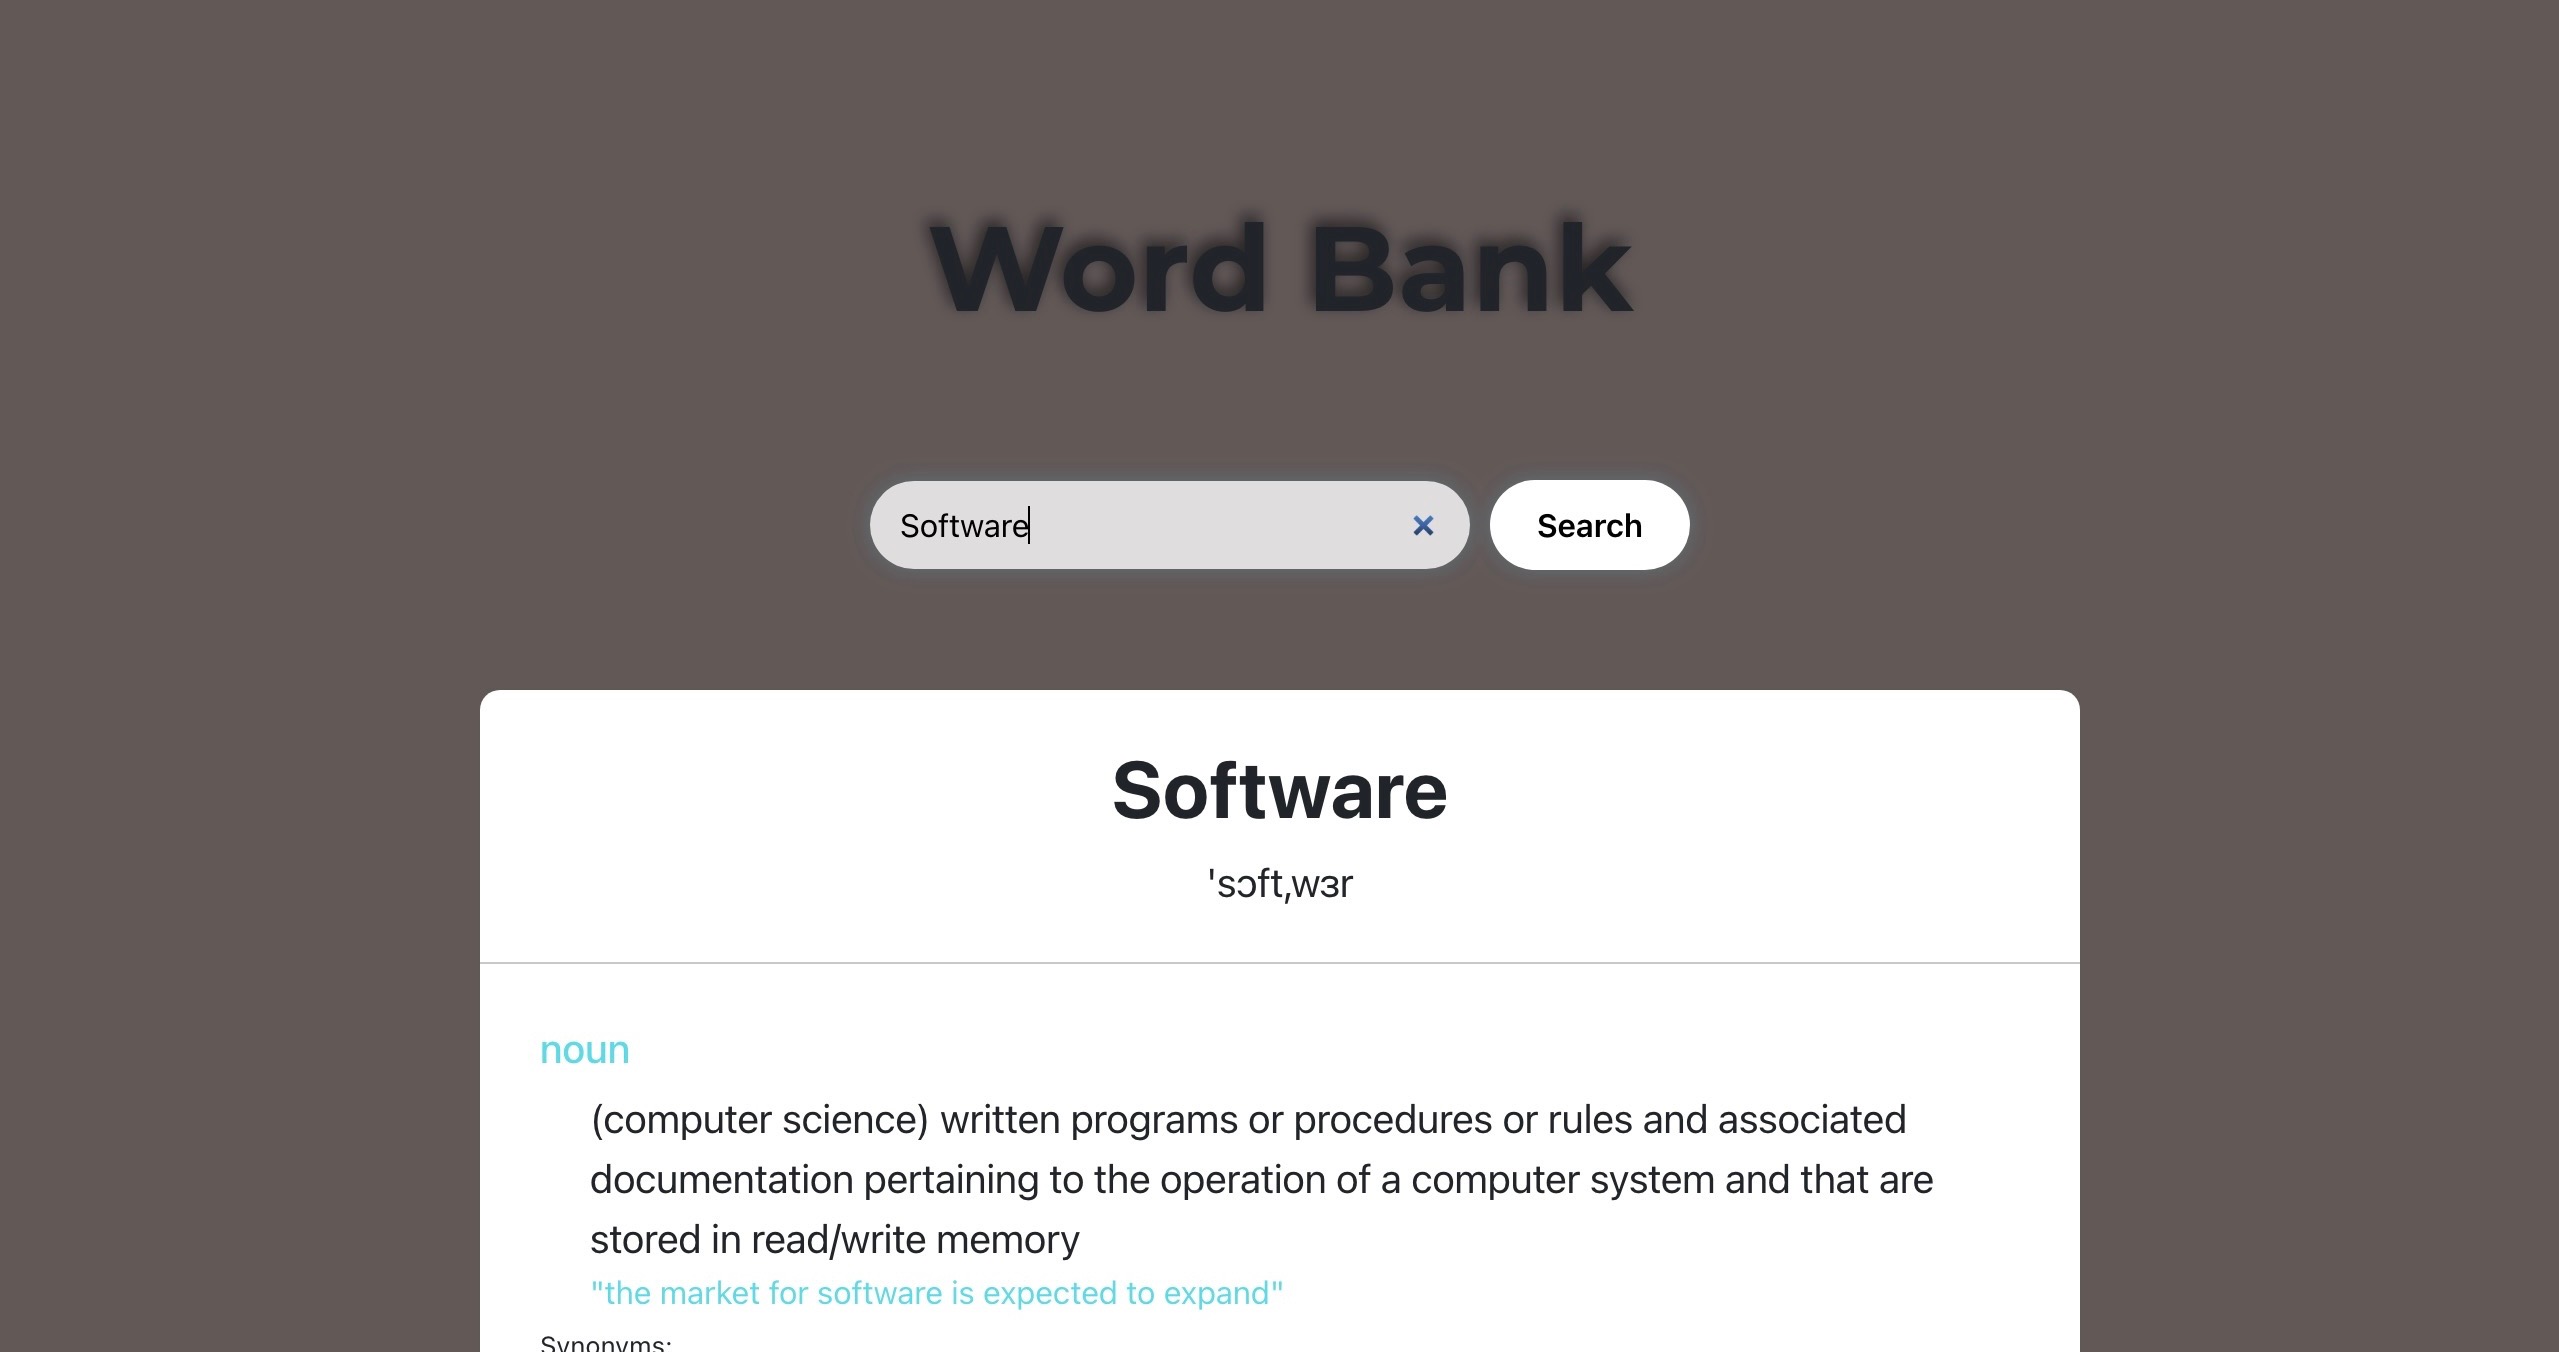 Word Bank
Software
Search
Software
'sɔft,wɜr
noun
(computer science) written programs or procedures or rules and associated
documentation pertaining to the operation of a computer system and that are
stored in read/write memory
"the market for software is expected to expand"
Synonyms: